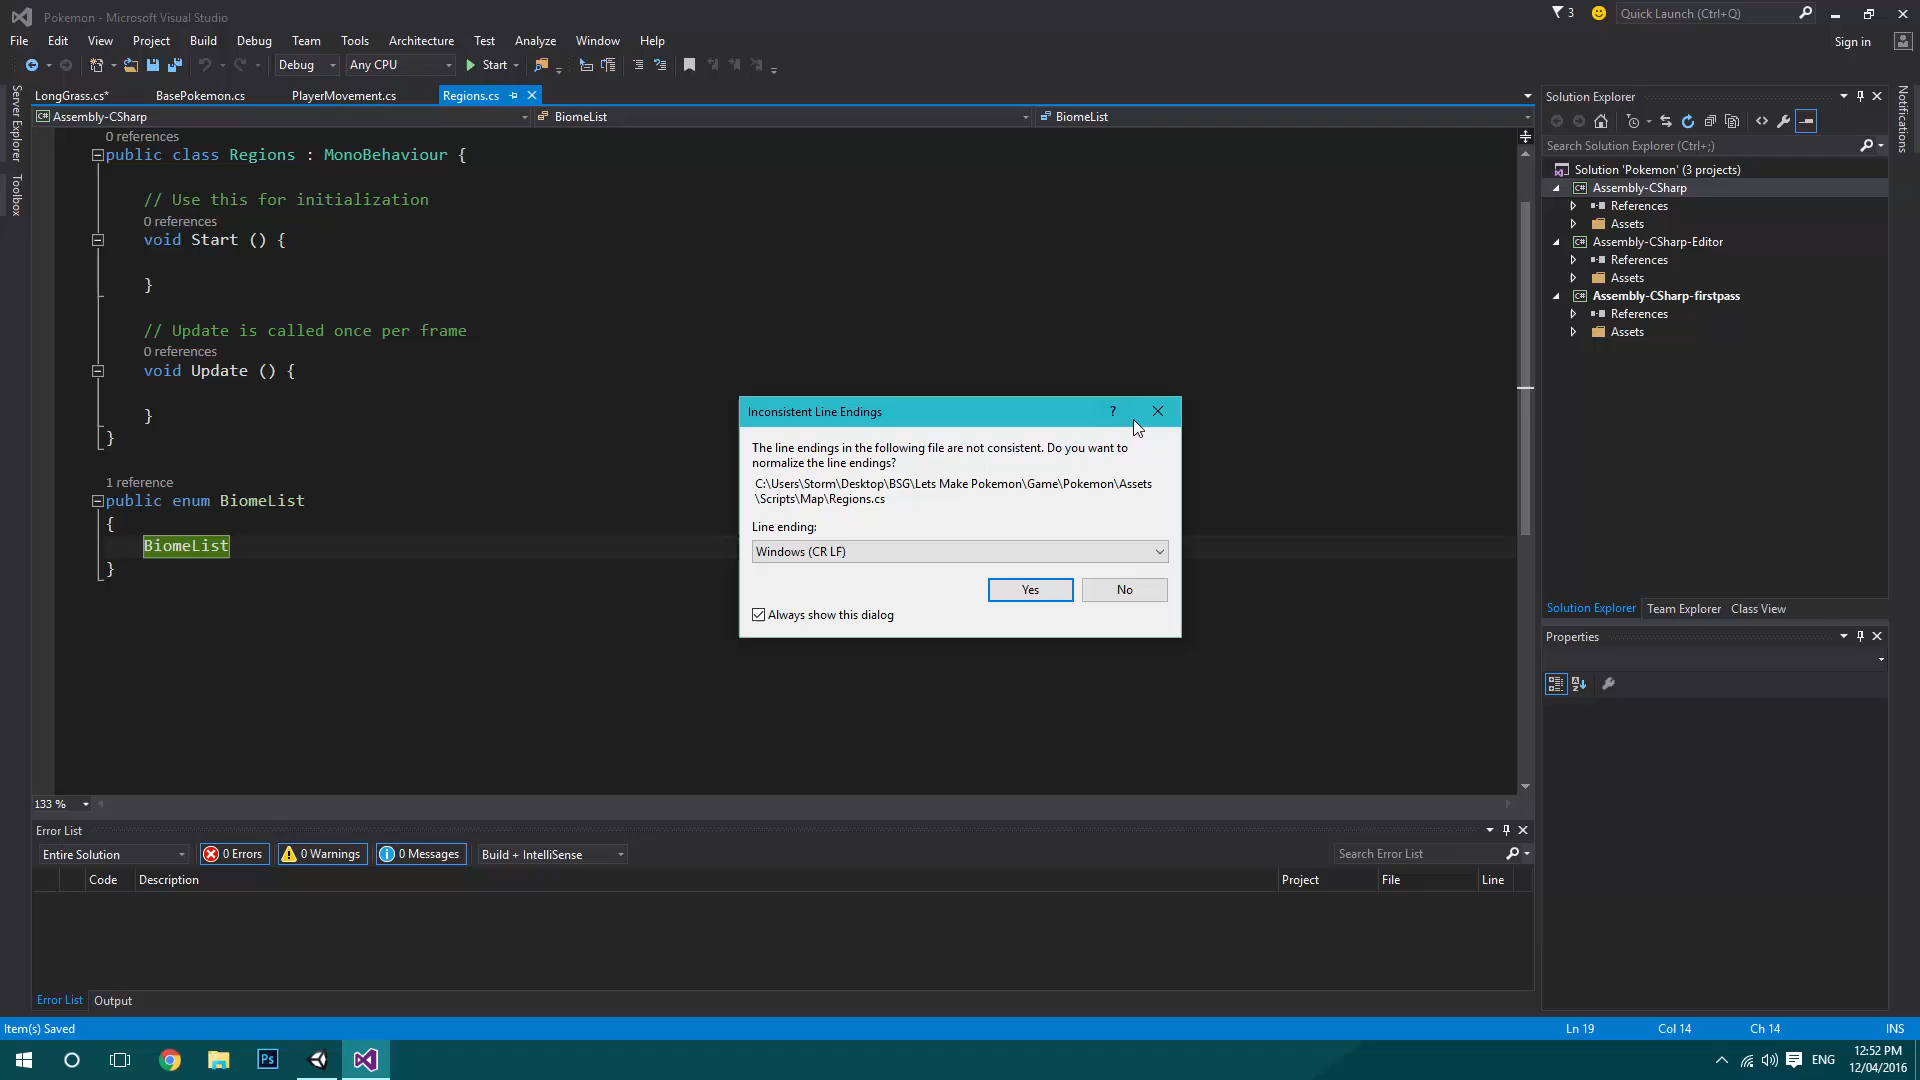 Pokemon - Microsoft Visual Studio
3
Quick Launch (Ctrl+Q)
File Edit View Project Build Debug Team Tools Architecture Test Analyze Window Help
Sign in
Debug Any CPU Start
LongGrass.cs* BasePokemon.cs PlayerMovement.cs Regions.cs
Assembly-CSharp BiomeList BiomeList
Server Explorer
Toolbox
0 references
public class Regions : MonoBehaviour {
// Use this for initialization
0 references
void Start () {
}
// Update is called once per frame
0 references
void Update () {
}
}
1 reference
public enum BiomeList
{
BiomeList
}
133 %
Inconsistent Line Endings
?
The line endings in the following file are not consistent. Do you want to
normalize the line endings?
C:\Users\Storm\Desktop\BSG\Lets Make Pokemon\Game\Pokemon\Assets
\Scripts\Map\Regions.cs
Line ending:
Windows (CR LF)
Yes No
Always show this dialog
Solution Explorer
Search Solution Explorer (Ctrl+;)
Solution 'Pokemon' (3 projects)
C# Assembly-CSharp
References
Assets
C# Assembly-CSharp-Editor
References
Assets
C# Assembly-CSharp-firstpass
References
Assets
Solution Explorer Team Explorer Class View
Properties
Notifications
Error List
Entire Solution 0 Errors 0 Warnings 0 Messages Build + IntelliSense
Search Error List
Code Description Project File Line
Error List Output
Item(s) Saved
Ln 19 Col 14 Ch 14 INS
Ps
ENG
12:52 PM
12/04/2016